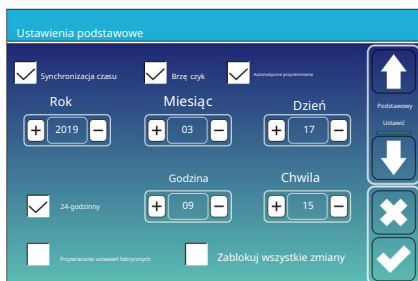 Ustawienia podstawowe
Synchronizacja czasu
Brzę czyk
Automatyczne przyciemnianie
Rok
Miesiąc
Dzień
+ 2019 −
+ 03 −
+ 17 −
Podstawowy
Ustawić
Godzina
Chwila
24-godzinny
+ 09 −
+ 15 −
Przywracanie ustawień fabrycznych
Zablokuj wszystkie zmiany